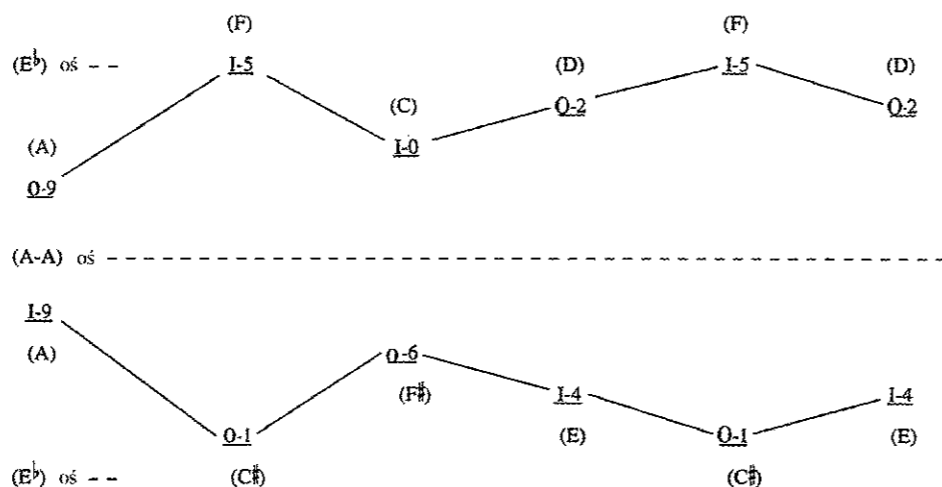 (F) (F)
(E♭) oś I-5 (D) I-5 (D)
(C) O-2 O-2
(A) I-0
O-9
(A-A) oś
I-9
(A) O-6
(F♯) I-4 I-4
O-1 (E) O-1 (E)
(E♭) oś (C♯) (C♯)